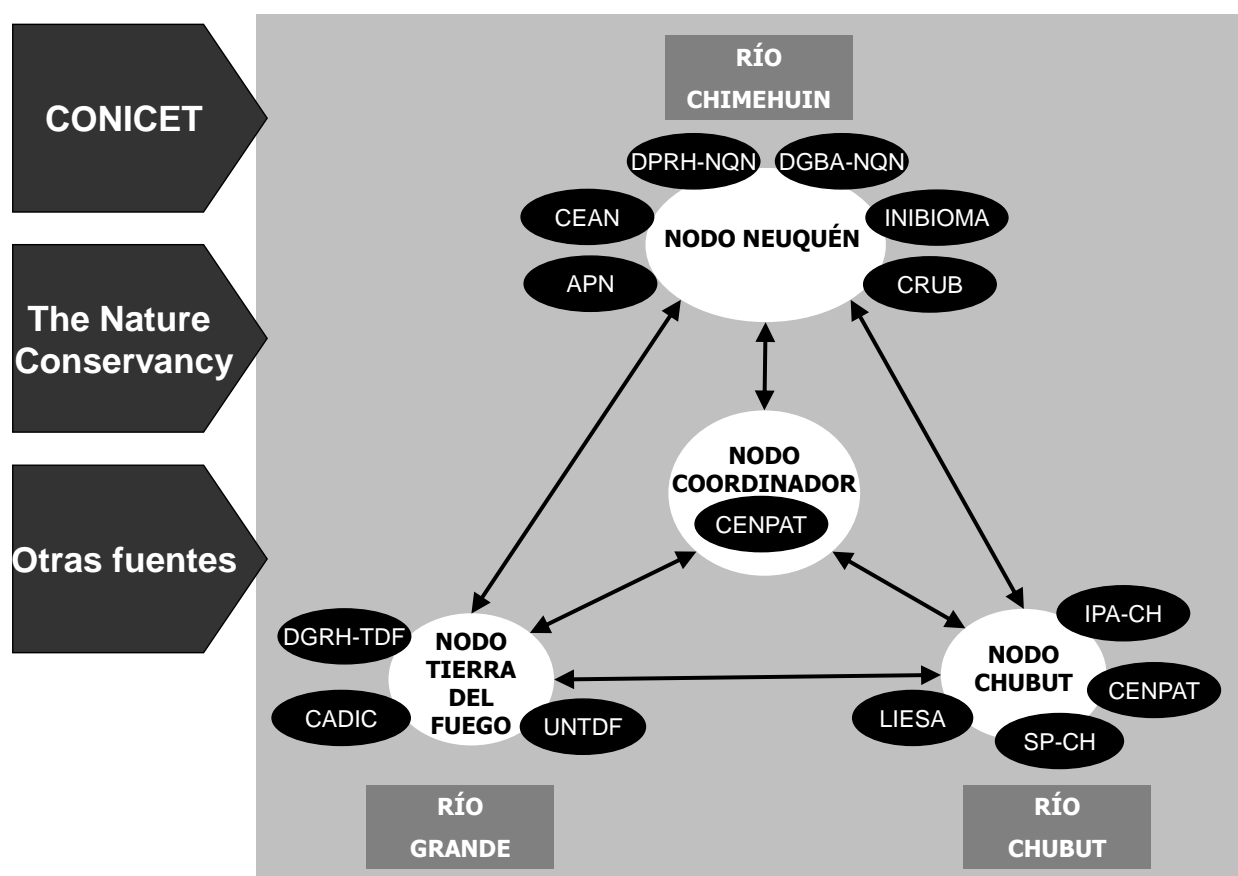 CONICET
The Nature
Conservancy
Otras fuentes
RÍO
CHIMEHUIN
DPRH-NQN
DGBA-NQN
CEAN
INIBIOMA
NODO NEUQUÉN
APN
CRUB
NODO
COORDINADOR
CENPAT
DGRH-TDF
NODO
TIERRA
DEL
FUEGO
CADIC
UNTDF
IPA-CH
NODO
CHUBUT
CENPAT
LIESA
SP-CH
RÍO
GRANDE
RÍO
CHUBUT